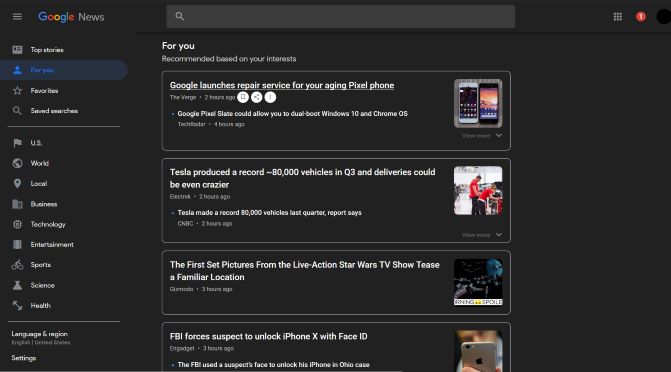 Google News
1
Top stories
For you
Favorites
Saved searches
U.S.
World
Local
Business
Technology
Entertainment
Sports
Science
Health
Language & region
English | United States
Settings
For you
Recommended based on your interests
Google launches repair service for your aging Pixel phone
The Verge • 2 hours ago
Google Pixel Slate could allow you to dual-boot Windows 10 and Chrome OS
TechRadar • 4 hours ago
View more
Tesla produced a record ~80,000 vehicles in Q3 and deliveries could
be even crazier
Electrek • 2 hours ago
Tesla made a record 80,000 vehicles last quarter, report says
CNBC • 2 hours ago
View more
The First Set Pictures From the Live-Action Star Wars TV Show Tease
a Familiar Location
Gizmodo • 3 hours ago
SPOILE
FBI forces suspect to unlock iPhone X with Face ID
Engadget • 3 hours ago
The FBI used a suspect's face to unlock his iPhone in Ohio case